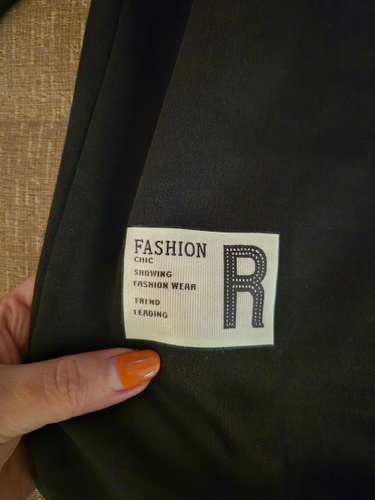 FASHION
CHIC
SHOWING
FASHION WEAR
TREND
LEADING
R